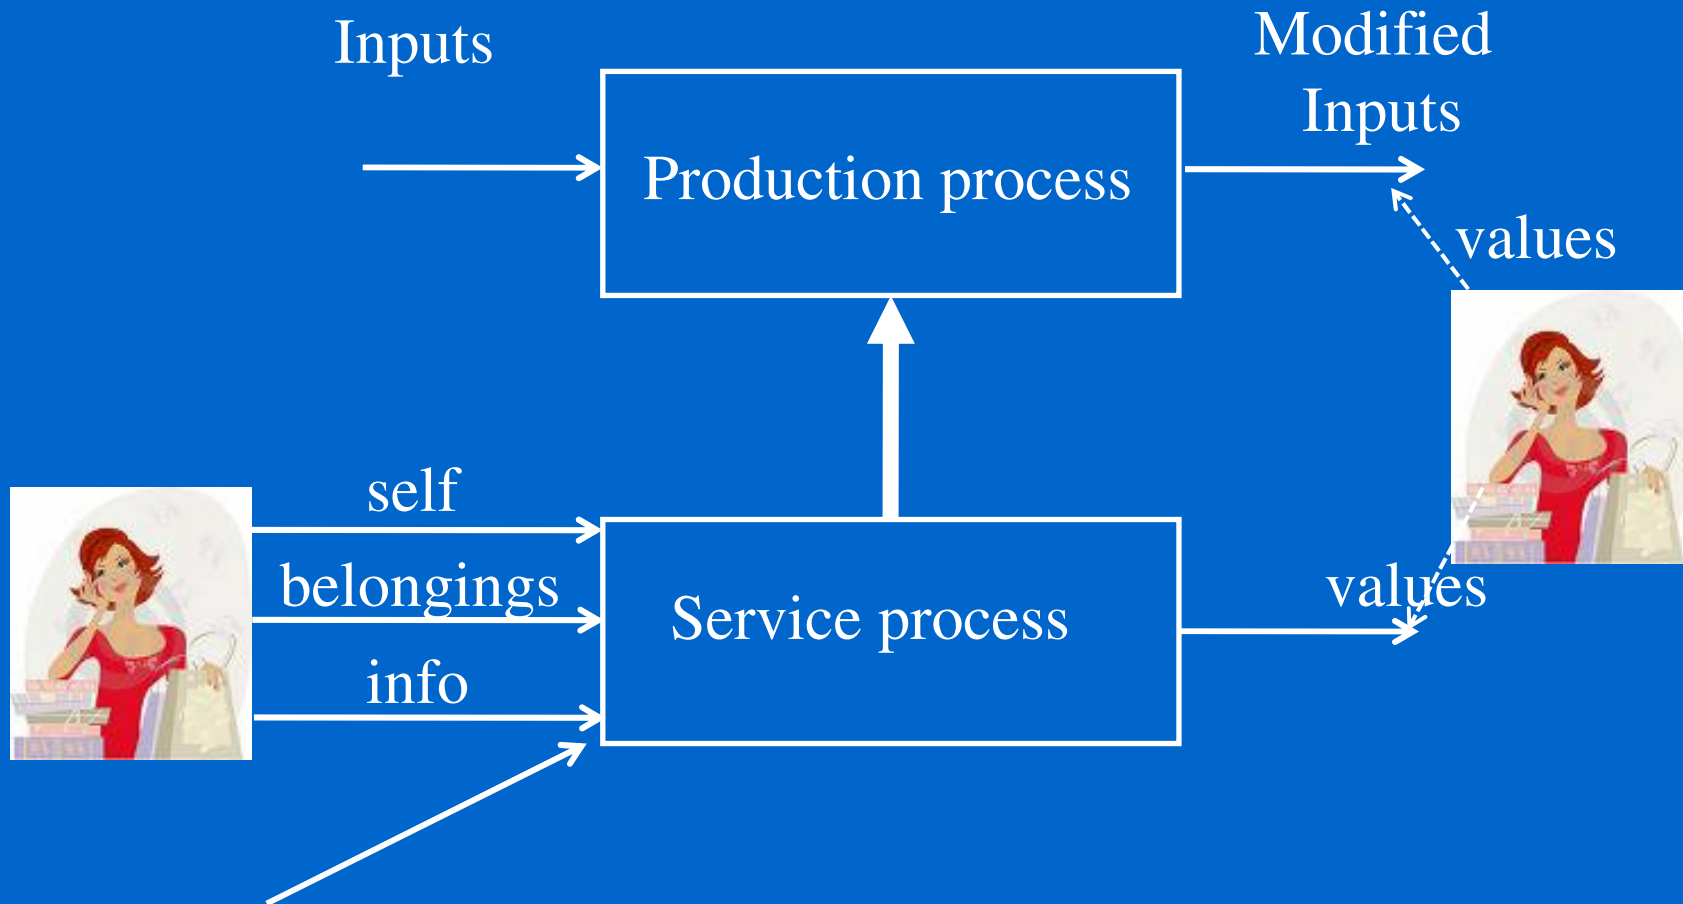 Inputs
Modified
Inputs
Production process
values
self
belongings
info
Service process
values